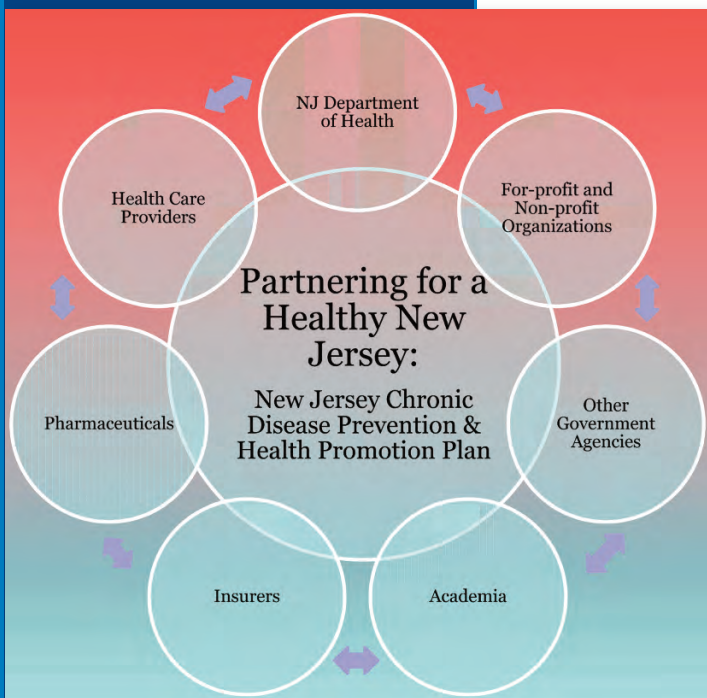 NJ Department
of Health
Health Care
Providers
For-profit and
Non-profit
Organizations
Partnering for a
Healthy New
Jersey:
New Jersey Chronic
Disease Prevention &
Health Promotion Plan
Pharmaceuticals
Other
Government
Agencies
Insurers
Academia